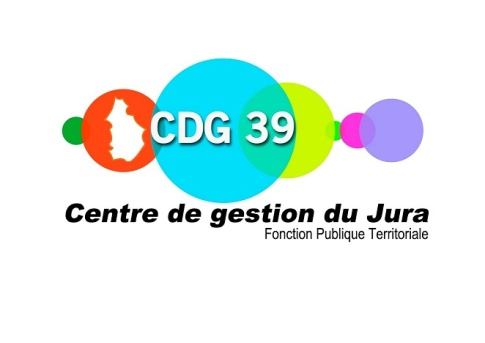 CDG 39
Centre de gestion du Jura
Fonction Publique Territoriale